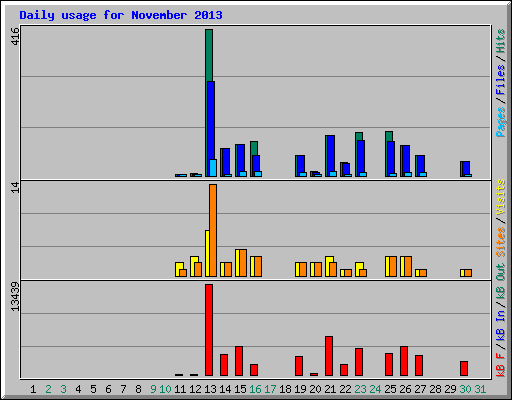 Daily usage for November 2013
416
Pages/Files/Hits
14
Sites/Visits
13439
kB F/kB In/kB Out
1 2 3 4 5 6 7 8 9 10 11 12 13 14 15 16 17 18 19 20 21 22 23 24 25 26 27 28 29 30 31